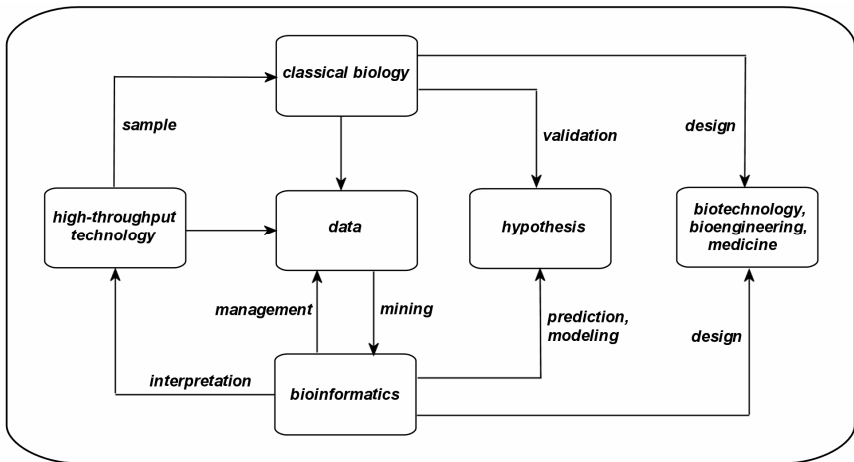 classical biology
sample
validation
design
high-throughput
technology
data
hypothesis
biotechnology,
bioengineering,
medicine
management
mining
prediction,
modeling
design
interpretation
bioinformatics